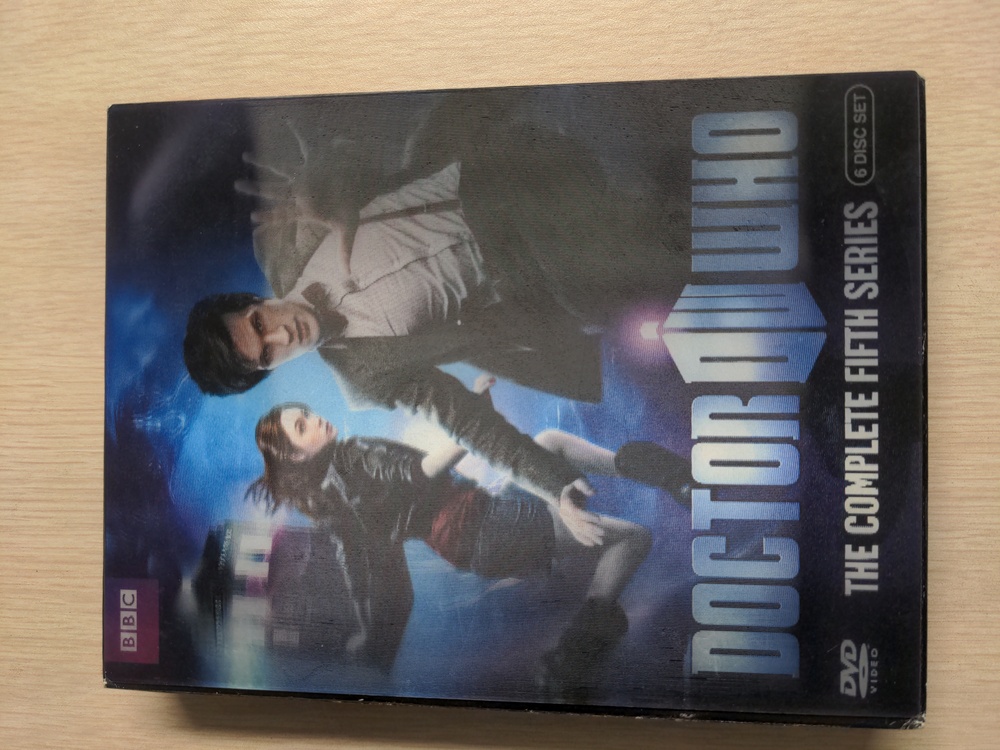 BBC
DOCTOR DW WHO
DVD
VIDEO
THE COMPLETE FIFTH SERIES
6 DISC SET